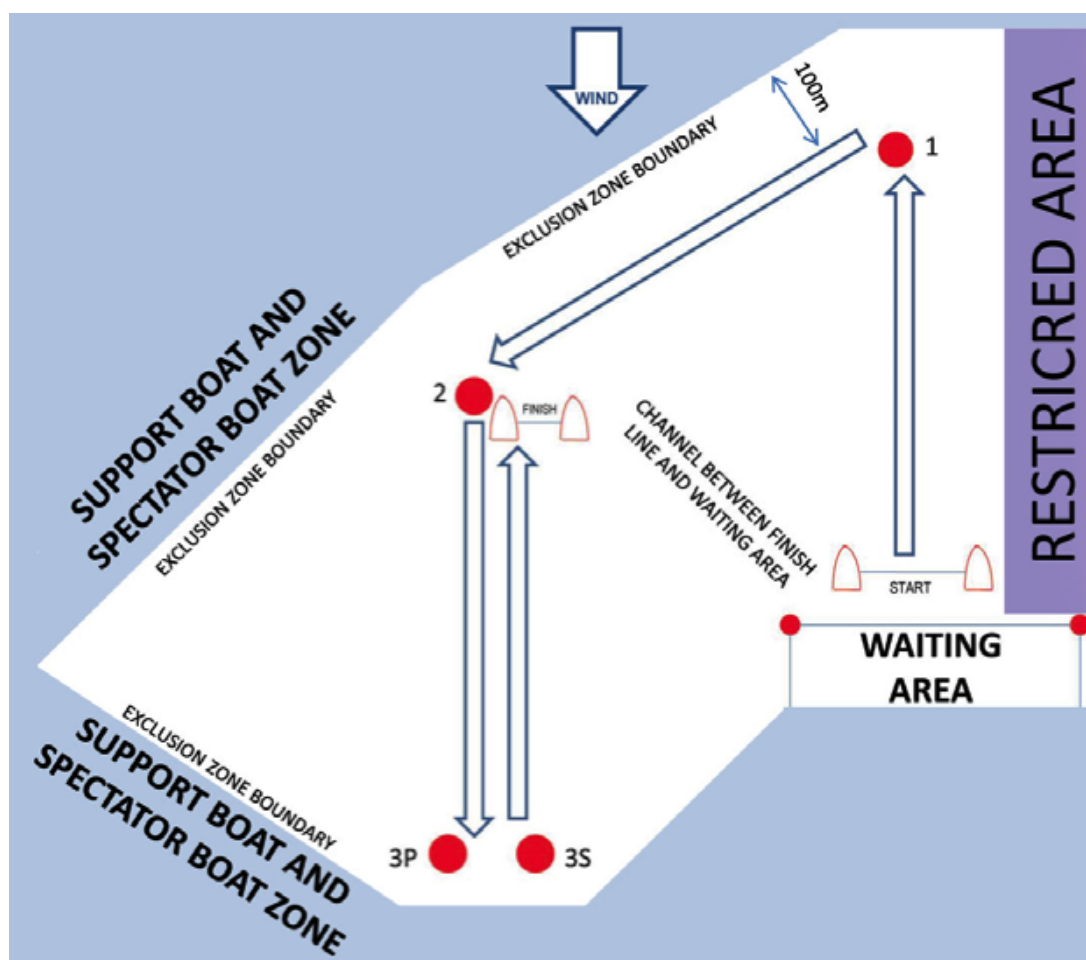 WIND
100m
1
EXCLUSION ZONE BOUNDARY
RESTRICRED AREA
SUPPORT BOAT AND
SPECTATOR BOAT ZONE
EXCLUSION ZONE BOUNDARY
2
FINISH
CHANNEL BETWEEN FINISH
LINE AND WAITING AREA
START
WAITING
AREA
EXCLUSION ZONE BOUNDARY
SUPPORT BOAT AND
SPECTATOR BOAT ZONE
3P
3S